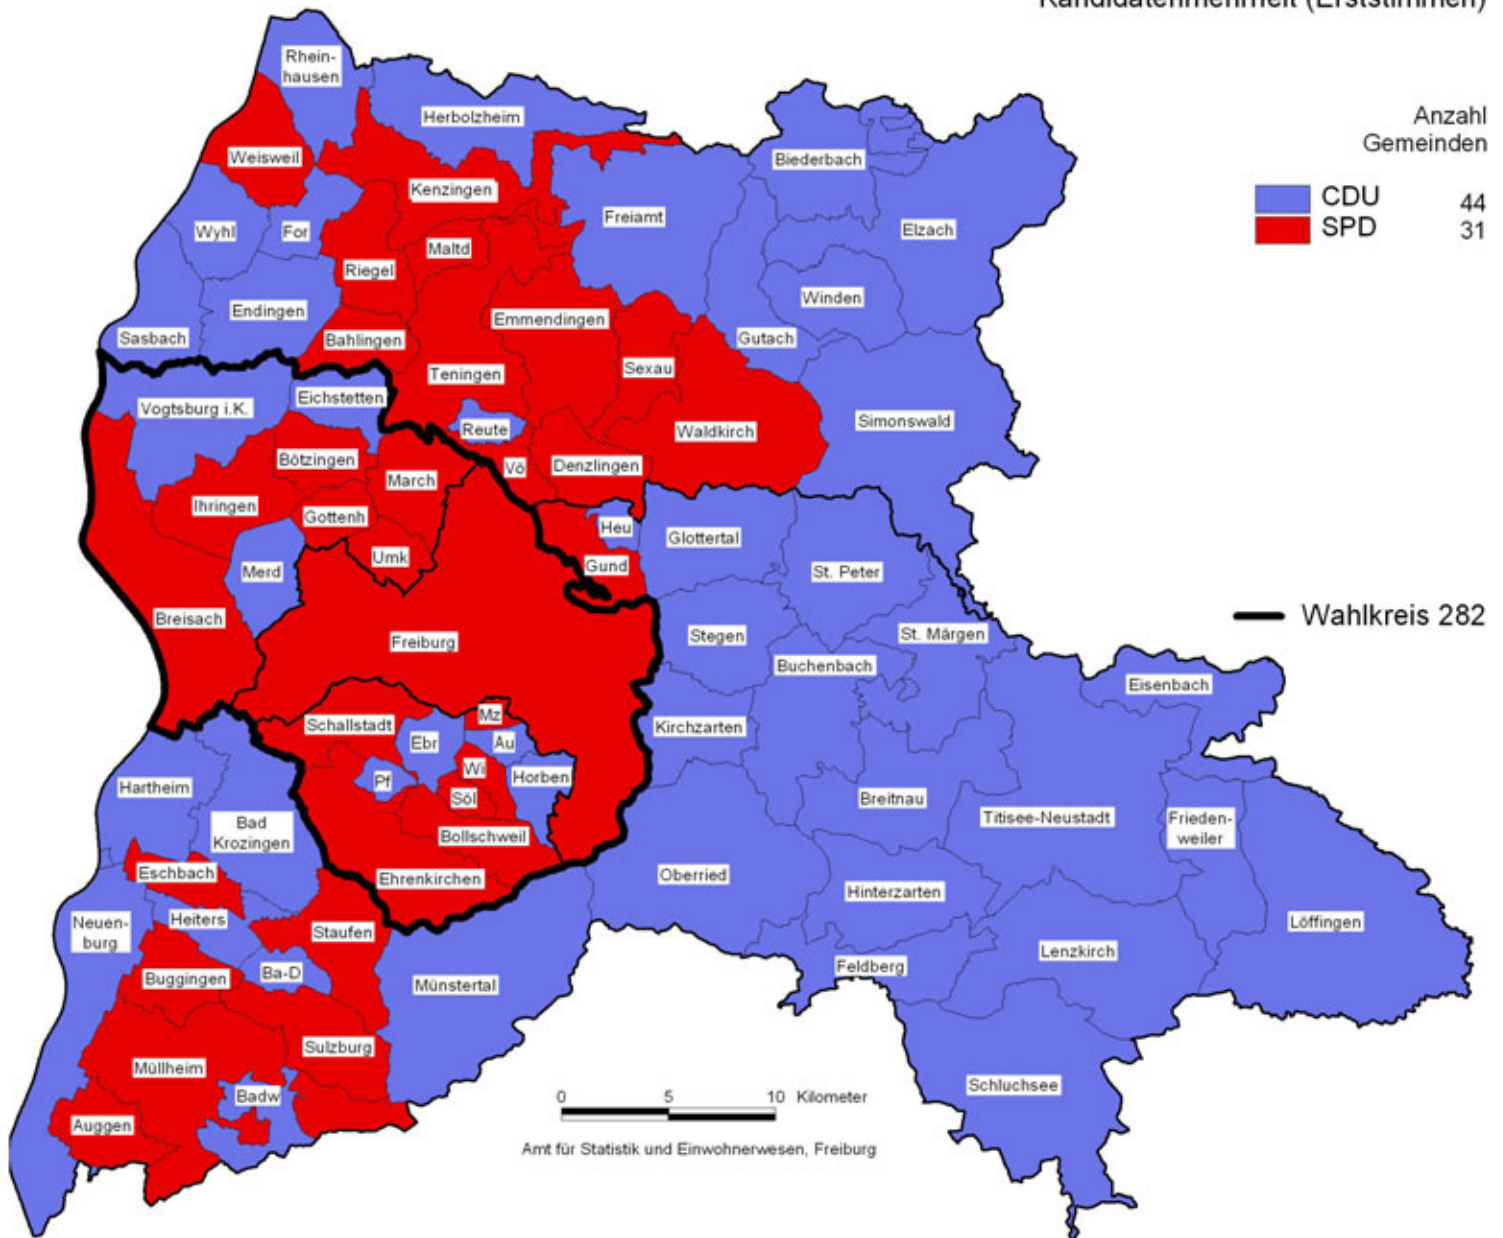 Kandidatenmehrheit (Erststimmen)
Rhein-
hausen
Herbolzheim
Anzahl
Gemeinden
Weisweil
Biederbach
Kenzingen
CDU 44
SPD 31
Wyhl
For
Freiamt
Elzach
Maltd
Riegel
Winden
Endingen
Emmendingen
Sasbach
Bahlingen
Gutach
Sexau
Teningen
Eichstetten
Vogtsburg i.K.
Simonswald
Reute
Waldkirch
Bötzingen
Vö
Denzlingen
March
Ihringen
Gottenh
Heu
Glottertal
Umk
Gund
Merd
St. Peter
Breisach
Wahlkreis 282
Freiburg
Stegen
St. Märgen
Buchenbach
Eisenbach
Mz
Schallstadt
Kirchzarten
Ebr
Au
Wi
Pf
Horben
Hartheim
Söl
Breitnau
Titisee-Neustadt
Frieden-
weiler
Bad
Krozingen
Bollschweil
Eschbach
Ehrenkirchen
Oberried
Hinterzarten
Heiters
Neuen-
burg
Staufen
Löffingen
Lenzkirch
Ba-D
Feldberg
Buggingen
Münstertal
Sulzburg
Müllheim
Schluchsee
Badw
0 5 10 Kilometer
Auggen
Amt für Statistik und Einwohnerwesen, Freiburg